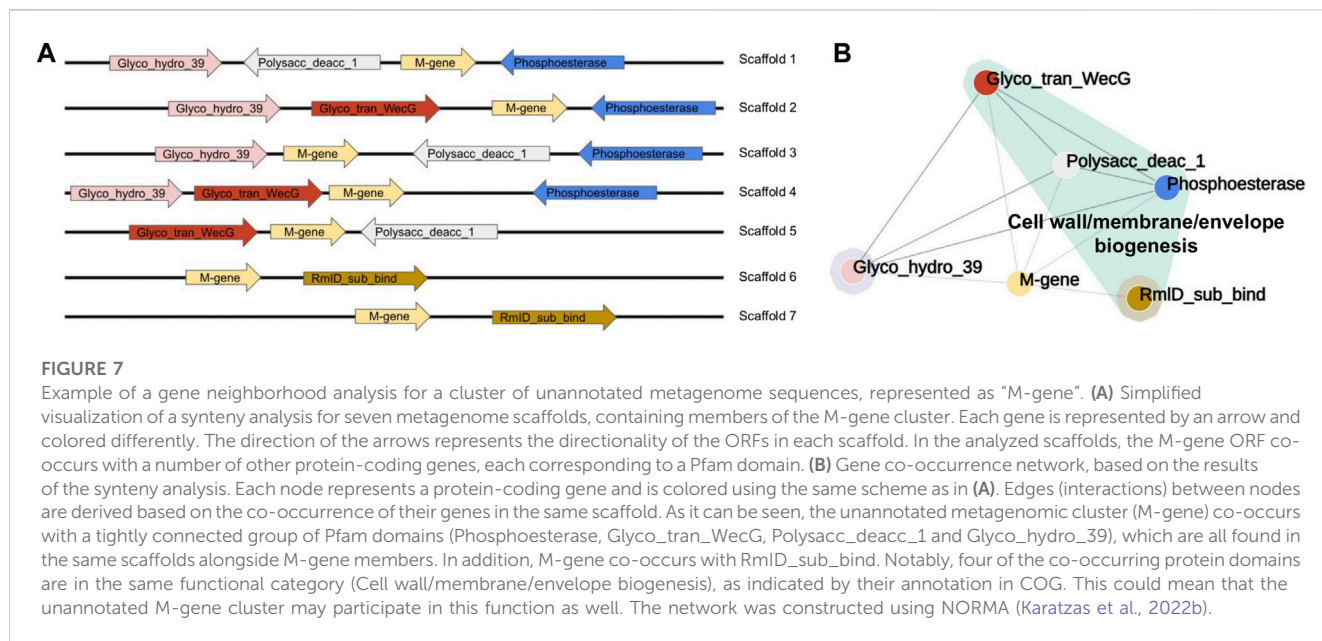 A
B
Glyco_hydro_39 Polysacc_deacc_1 M-gene Phosphoesterase Scaffold 1
Glyco_hydro_39 Glyco_tran_WecG M-gene Phosphoesterase Scaffold 2
Glyco_hydro_39 M-gene Polysacc_deacc_1 Phosphoesterase Scaffold 3
Glyco_hydro_39 Glyco_tran_WecG M-gene Phosphoesterase Scaffold 4
Glyco_tran_WecG M-gene Polysacc_deacc_1 Scaffold 5
M-gene RmID_sub_bind Scaffold 6
M-gene RmID_sub_bind Scaffold 7
Glyco_tran_WecG
Polysacc_deac_1
Phosphoesterase
Cell wall/membrane/envelope
biogenesis
Glyco_hydro_39
M-gene
RmID_sub_bind
FIGURE 7
Example of a gene neighborhood analysis for a cluster of unannotated metagenome sequences, represented as “M-gene”. (A) Simplified
visualization of a synteny analysis for seven metagenome scaffolds, containing members of the M-gene cluster. Each gene is represented by an arrow and
colored differently. The direction of the arrows represents the directionality of the ORFs in each scaffold. In the analyzed scaffolds, the M-gene ORF co-
occurs with a number of other protein-coding genes, each corresponding to a Pfam domain. (B) Gene co-occurrence network, based on the results
of the synteny analysis. Each node represents a protein-coding gene and is colored using the same scheme as in (A). Edges (interactions) between nodes
are derived based on the co-occurrence of their genes in the same scaffold. As it can be seen, the unannotated metagenomic cluster (M-gene) co-occurs
with a tightly connected group of Pfam domains (Phosphoesterase, Glyco_tran_WecG, Polysacc_deacc_1 and Glyco_hydro_39), which are all found in
the same scaffolds alongside M-gene members. In addition, M-gene co-occurs with RmID_sub_bind. Notably, four of the co-occurring protein domains
are in the same functional category (Cell wall/membrane/envelope biogenesis), as indicated by their annotation in COG. This could mean that the
unannotated M-gene cluster may participate in this function as well. The network was constructed using NORMA (Karatzas et al., 2022b).